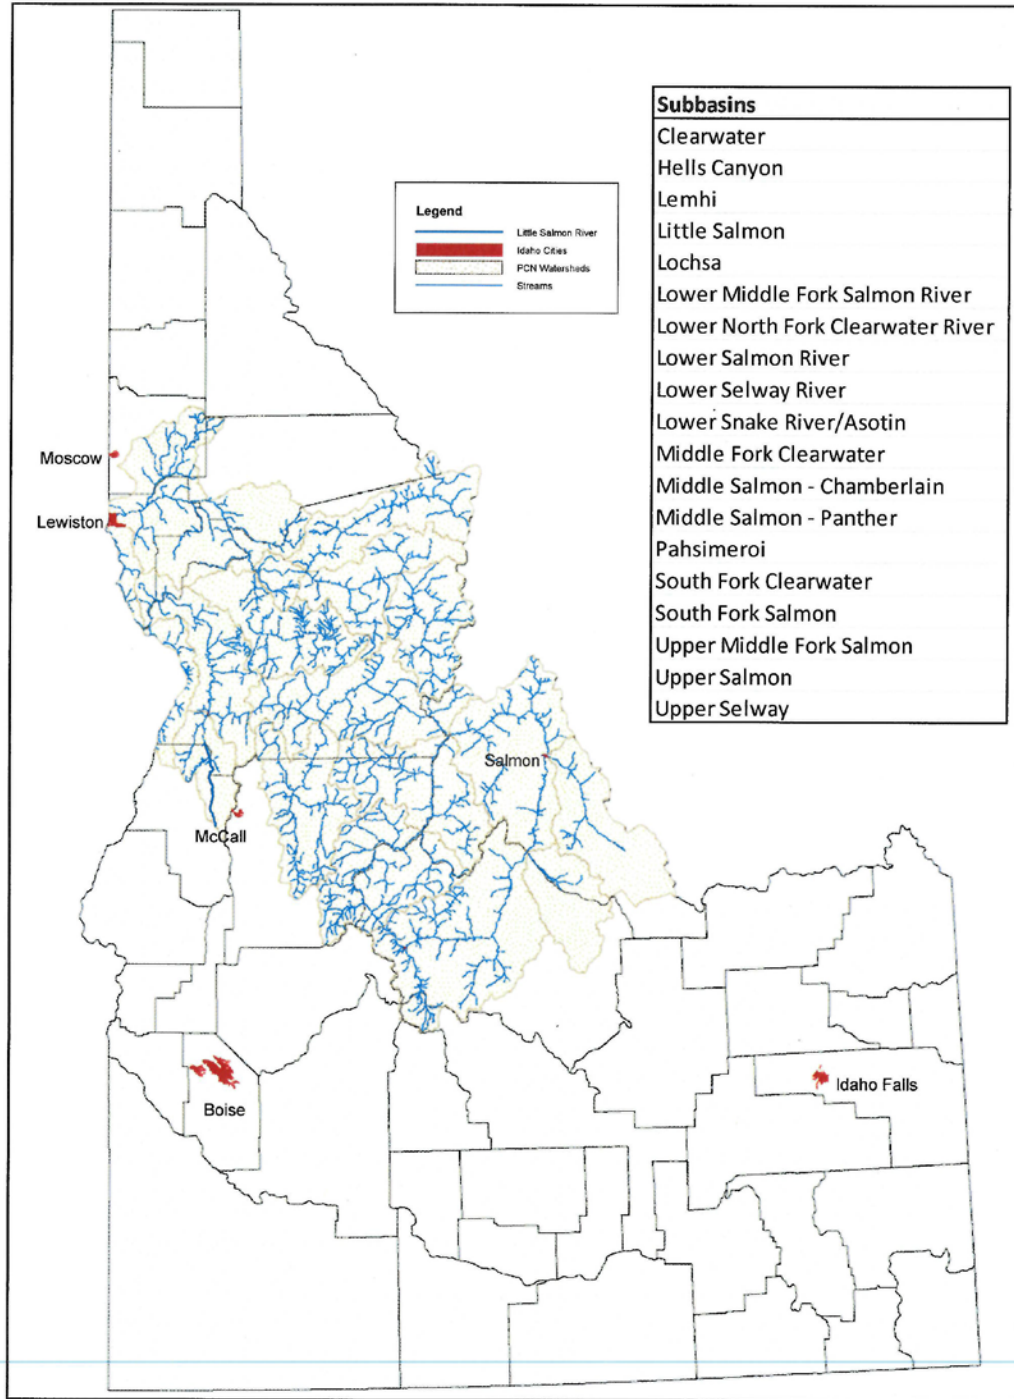 Subbasins
Clearwater
Hells Canyon
Lemhi
Little Salmon
Lochsa
Lower Middle Fork Salmon River
Lower North Fork Clearwater River
Lower Salmon River
Lower Selway River
Lower Snake River/Asotin
Middle Fork Clearwater
Middle Salmon - Chamberlain
Middle Salmon - Panther
Pahsimeroi
South Fork Clearwater
South Fork Salmon
Upper Middle Fork Salmon
Upper Salmon
Upper Selway
Legend
Little Salmon River
Idaho Cities
PCN Watersheds
Streams
Moscow
Lewiston
Salmon
McCall
Boise
Idaho Falls